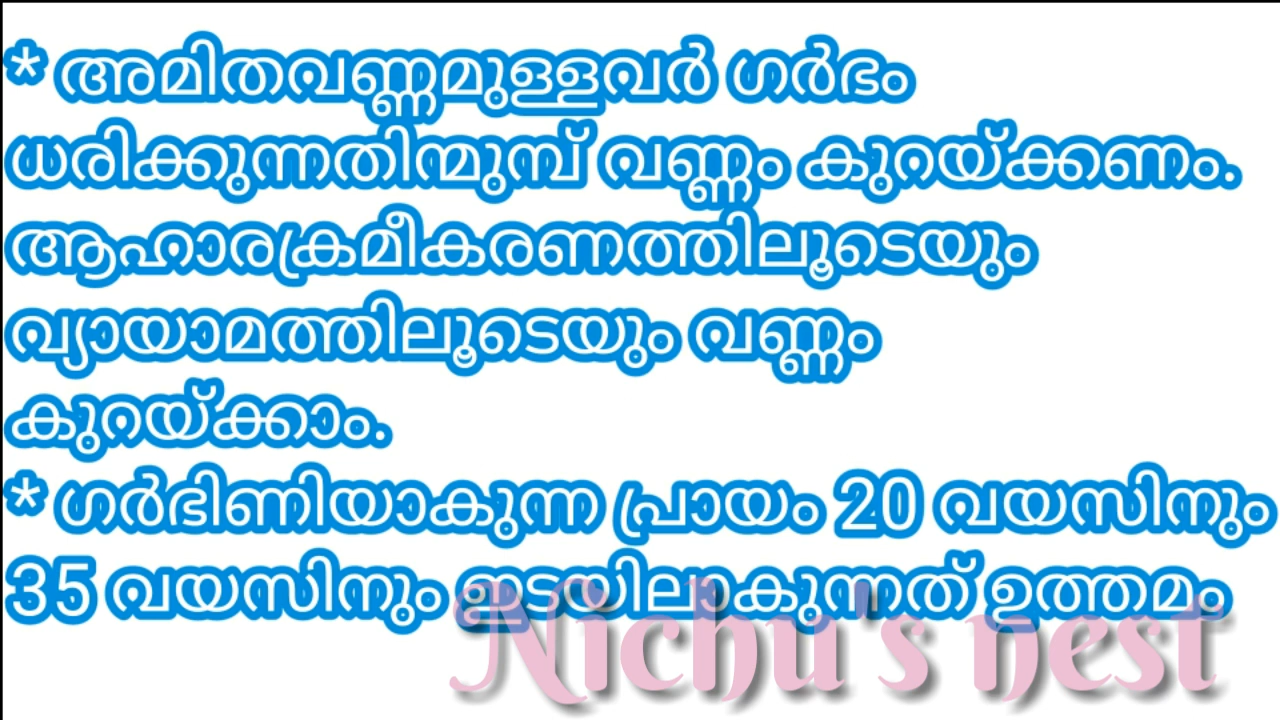 * അമിതവണ്ണമുള്ളവർ ഗർഭം
ധരിക്കുന്നതിന്മുമ്പ് വണ്ണം കുറയ്ക്കണം.
ആഹാരക്രമീകരണത്തിലൂടെയും
വ്യായാമത്തിലൂടെയും വണ്ണം
കുറയ്ക്കാം.
* ഗർഭിണിയാകുന്ന പ്രായം 20 വയസിനും
35 വയസിനും ഇടയിലാകുന്നത് ഉത്തമം
Nichu's nest